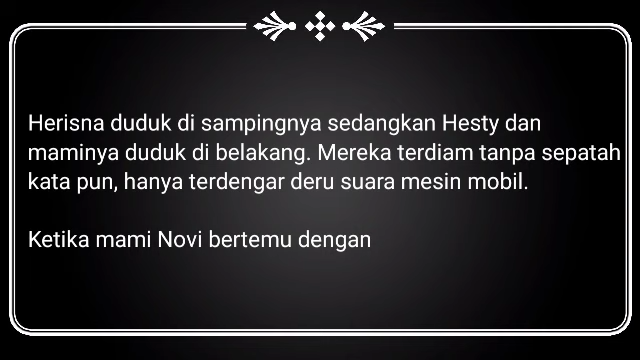 Herisna duduk di sampingnya sedangkan Hesty dan
maminya duduk di belakang. Mereka terdiam tanpa sepatah
kata pun, hanya terdengar deru suara mesin mobil.
Ketika mami Novi bertemu dengan